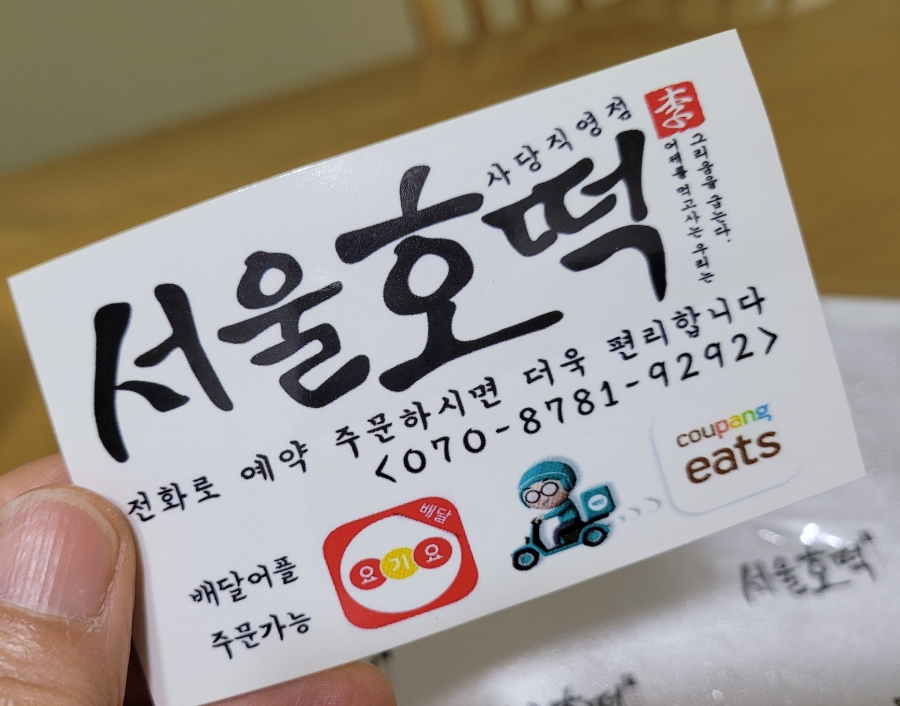 사당직영점
李
서울호떡
그리움을 굽는다.
어제를 먹고사는 우리는
전화로 예약 주문하시면 더욱 편리합니다
<070-8781-9292>
배달어플
주문가능
배달
요기요
coupang
eats
서울호떡